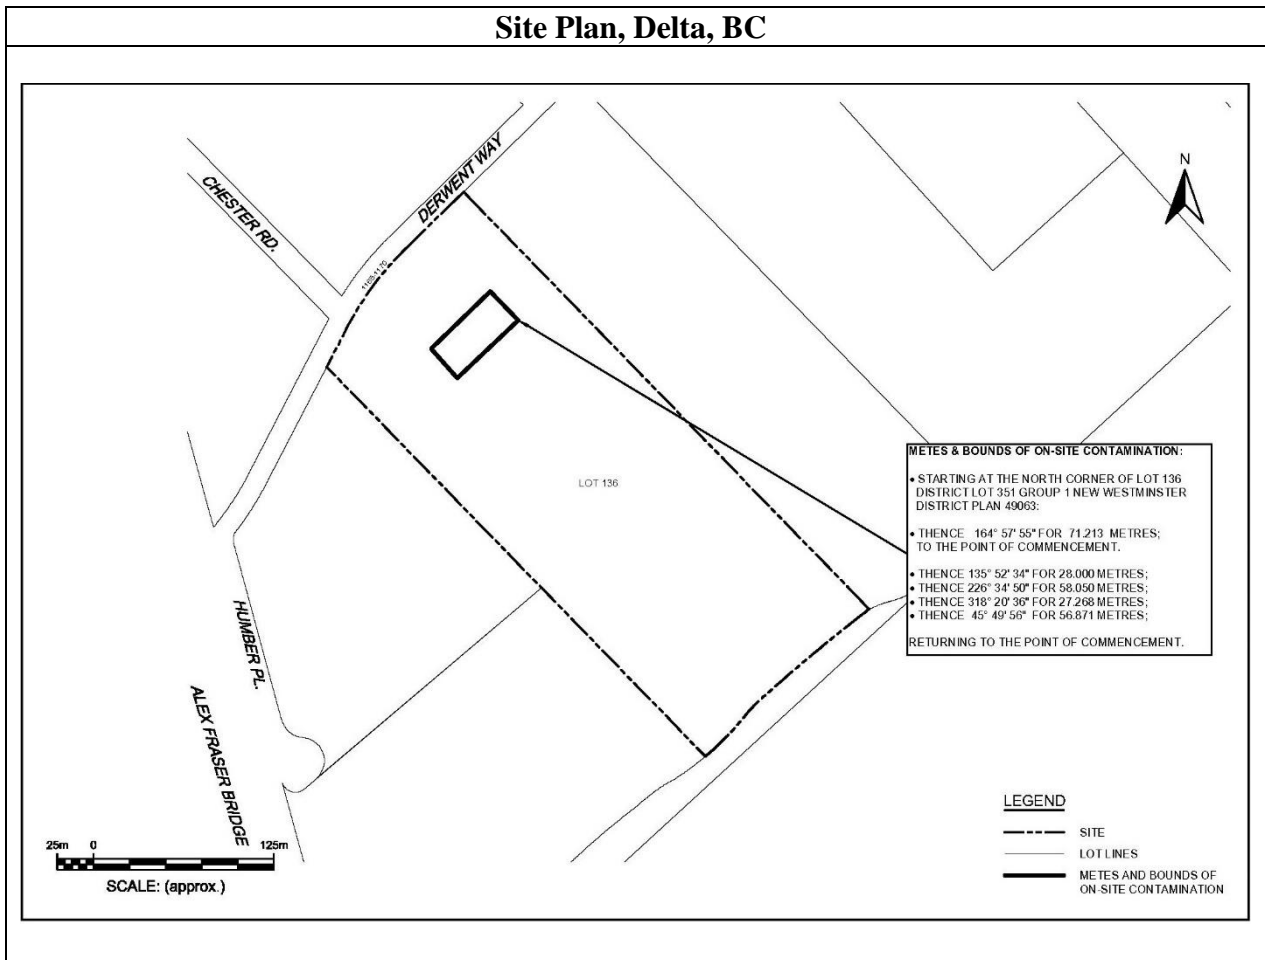 Site Plan, Delta, BC
DERWENT WAY
CHESTER RD.
N
1168-1170
LOT 136
METES & BOUNDS OF ON-SITE CONTAMINATION:
• STARTING AT THE NORTH CORNER OF LOT 136
DISTRICT LOT 351 GROUP 1 NEW WESTMINSTER
DISTRICT PLAN 49063:
• THENCE 164° 57' 55" FOR 71.213 METRES;
TO THE POINT OF COMMENCEMENT.
• THENCE 135° 52' 34" FOR 28.000 METRES;
• THENCE 226° 34' 50" FOR 58.050 METRES;
• THENCE 318° 20' 36" FOR 27.268 METRES;
• THENCE 45° 49' 56" FOR 56.871 METRES;
RETURNING TO THE POINT OF COMMENCEMENT.
HUMBER PL.
ALEX FRASER BRIDGE
25m 0 125m
SCALE: (approx.)
LEGEND
SITE
LOT LINES
METES AND BOUNDS OF
ON-SITE CONTAMINATION